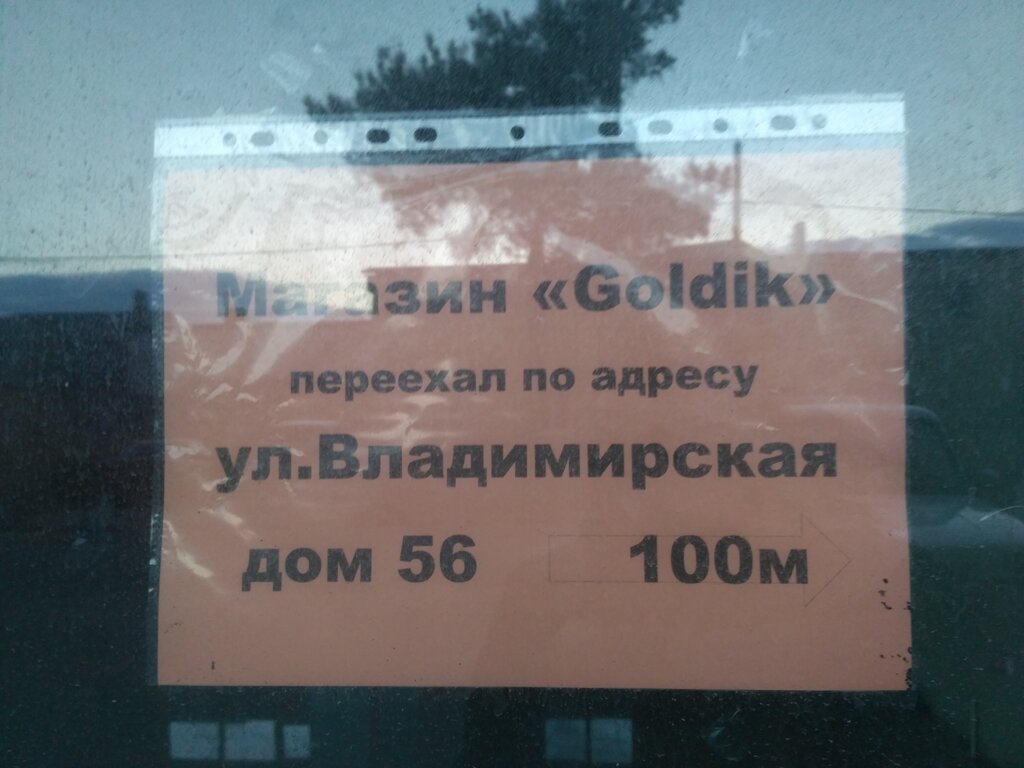 Магазин «Goldik»
переехал по адресу
ул.Владимирская
дом 56 100м